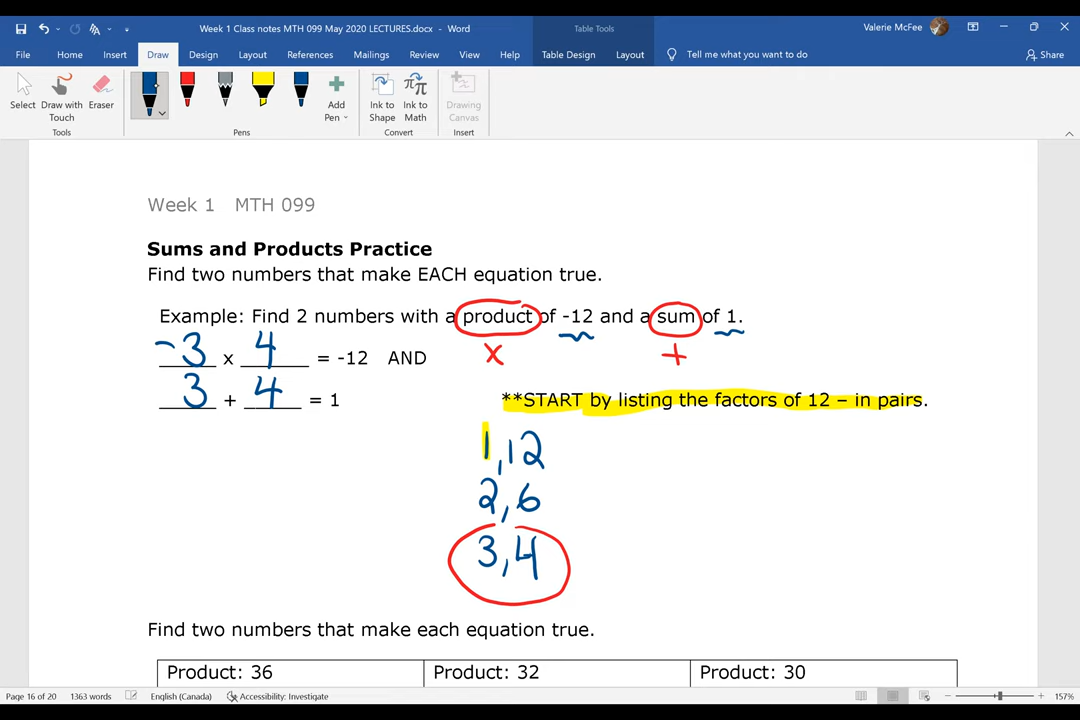 Week 1 Class notes MTH 099 May 2020 LECTURES.docx - Word
Table Tools
Valerie McFee
File Home Insert Draw Design Layout References Mailings Review View Help Table Design Layout Tell me what you want to do Share
Select Draw with Touch Eraser Add Pen Ink to Shape Ink to Math Drawing Canvas
Tools Pens Convert Insert
Week 1 MTH 099
Sums and Products Practice
Find two numbers that make EACH equation true.
Example: Find 2 numbers with a product of -12 and a sum of 1.
-3 x 4 = -12 AND x +
3 + 4 = 1 **START by listing the factors of 12 – in pairs.
1, 12
2, 6
3, 4
Find two numbers that make each equation true.
Product: 36 Product: 32 Product: 30
Page 16 of 20 1363 words English (Canada) Accessibility: Investigate 157%